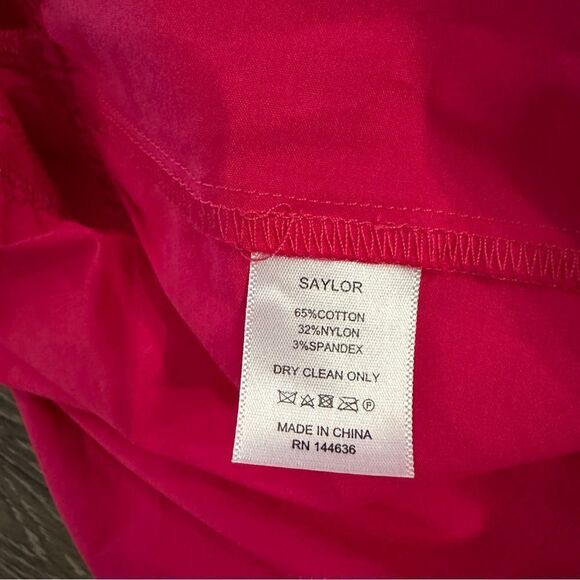 SAYLOR
65%COTTON
32%NYLON
3%SPANDEX
DRY CLEAN ONLY
P
MADE IN CHINA
RN 144636